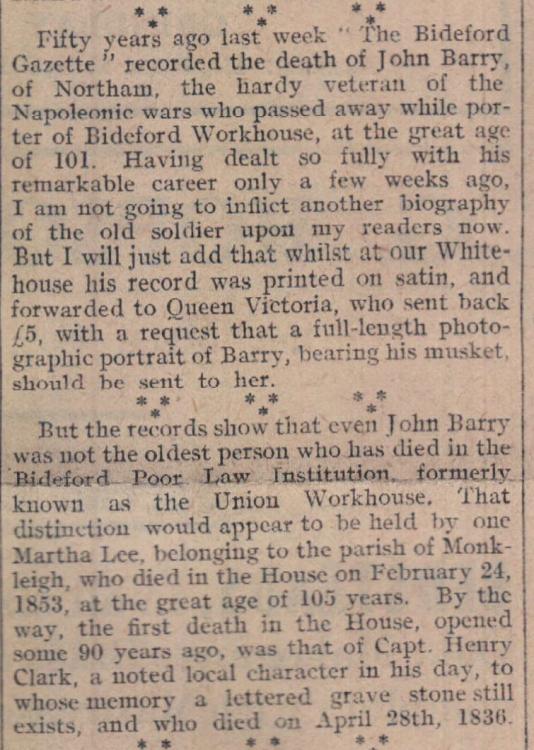 ** ** **
* * *
Fifty years ago last week "The Bideford
Gazette" recorded the death of John Barry,
of Northam, the hardy veteran of the
Napoleonic wars who passed away while por-
ter of Bideford Workhouse, at the great age
of 101. Having dealt so fully with his
remarkable career only a few weeks ago,
I am not going to inflict another biography
of the old soldier upon my readers now.
But I will just add that whilst at our White-
house his record was printed on satin, and
forwarded to Queen Victoria, who sent back
£5, with a request that a full-length photo-
graphic portrait of Barry, bearing his musket,
should be sent to her.
** ** **
* * *
But the records show that even John Barry
was not the oldest person who has died in the
Bideford Poor Law Institution, formerly
known as the Union Workhouse. That
distinction would appear to be held by one
Martha Lee, belonging to the parish of Monk-
leigh, who died in the House on February 24,
1853, at the great age of 105 years. By the
way, the first death in the House, opened
some 90 years ago, was that of Capt. Henry
Clark, a noted local character in his day, to
whose memory a lettered grave stone still
exists, and who died on April 28th, 1836.
** ** **